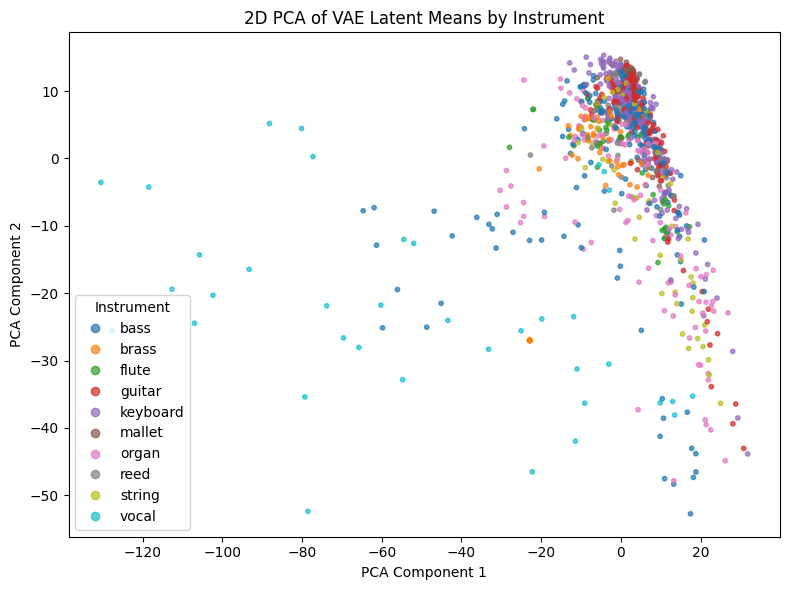 2D PCA of VAE Latent Means by Instrument
PCA Component 2
10
0
−10
−20
−30
−40
−50
Instrument
bass
brass
flute
guitar
keyboard
mallet
organ
reed
string
vocal
−120 −100 −80 −60 −40 −20 0 20
PCA Component 1